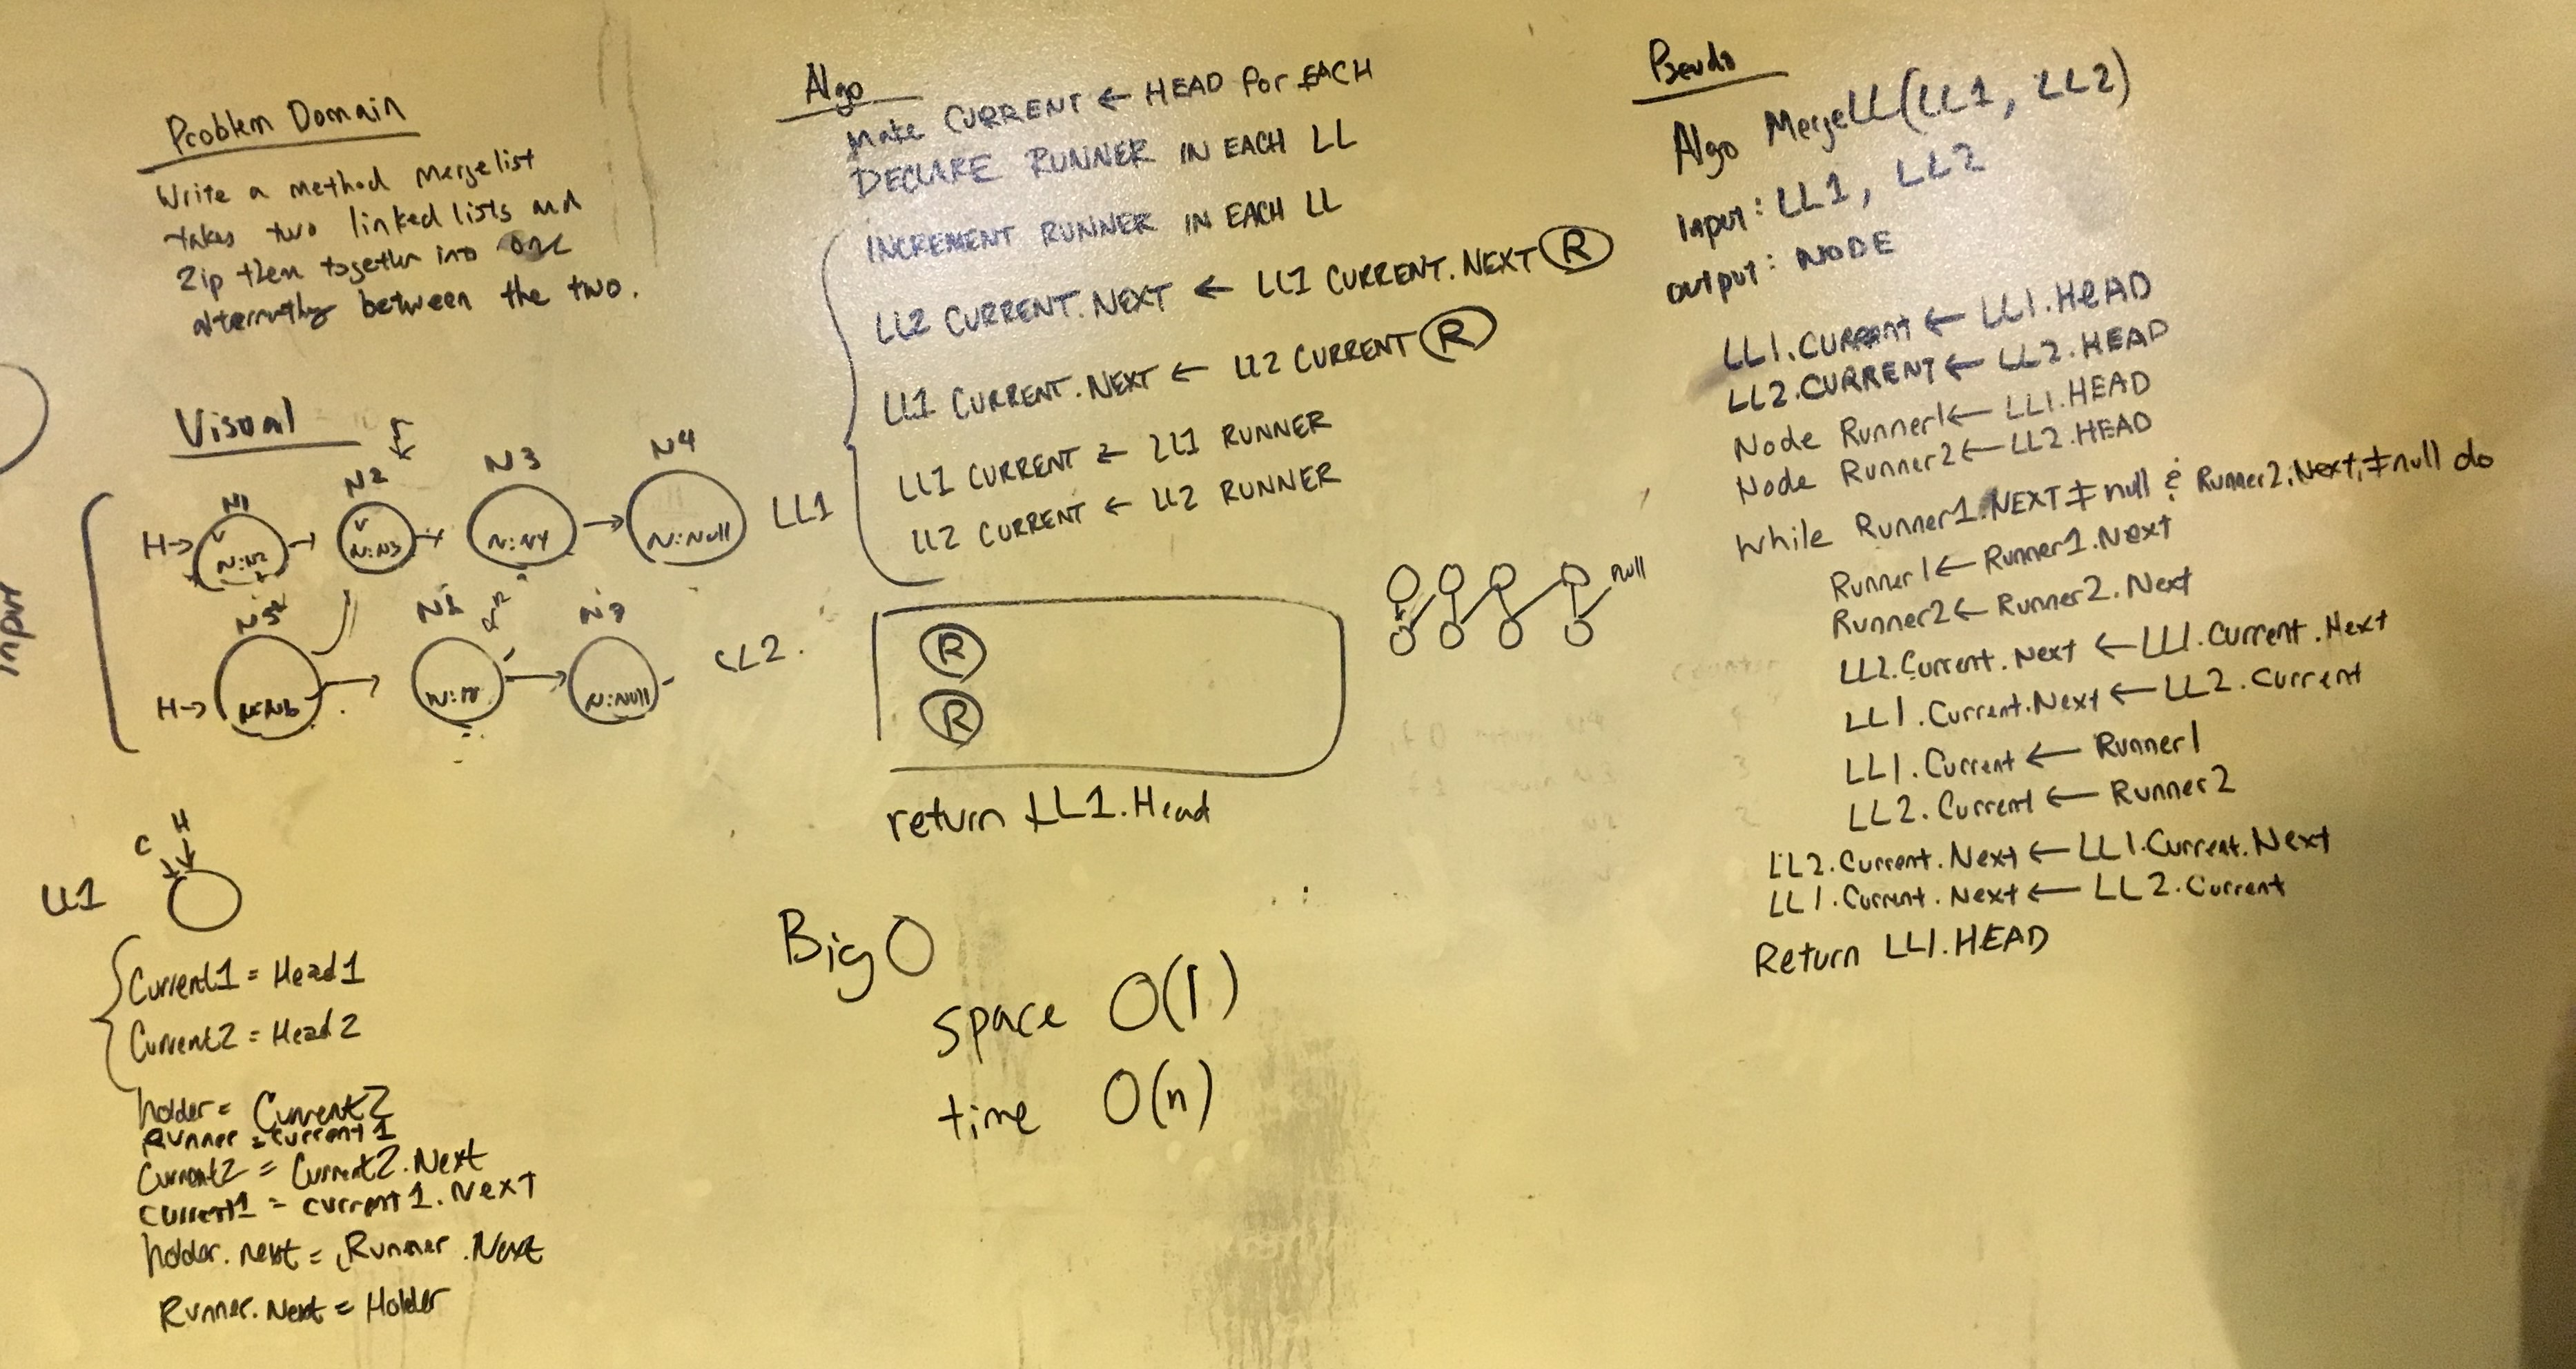 Problem Domain
Write a method mergelist
takes two linked lists and
Zip them together into one
alternatly between the two.
Visual
r
N1
N2
N3
N4
H→
V
N:N2
V
N:N3
N:N4
N:Null
LL1
input
N5
N6
r
N7
H→
N:N6
N:Null
LL2.
C
H
LL1
Current1 = Head1
Current2 = Head2
holder = Current2
Runner = current1
Current2 = Current2.Next
current1 = current1.Next
holder.next = Runner.Next
Runner.Next = Holder
Algo
Make CURRENT ← HEAD for EACH
DECLARE RUNNER IN EACH LL
INCREMENT RUNNER IN EACH LL
LL2 CURRENT.NEXT ← LL1 CURRENT.NEXT R
LL1 CURRENT.NEXT ← LL2 CURRENT R
LL1 CURRENT ← LL1 RUNNER
LL2 CURRENT ← LL2 RUNNER
R
R
return LL1.Head
null
Big O
space O(1)
time O(n)
Pseudo
Algo MergeLL(LL1, LL2)
Input: LL1, LL2
output: NODE
LL1.CURRent ← LL1.HEAD
LL2.CURRENT ← LL2.HEAD
Node Runner1 ← LL1.HEAD
Node Runner2 ← LL2.HEAD
While Runner1.NEXT ≠ null & Runner2.Next ≠ null do
Runner1 ← Runner1.Next
Runner2 ← Runner2.Next
LL2.Current.Next ← LL1.Current.Next
LL1.Current.Next ← LL2.Current
LL1.Current ← Runner1
LL2.Current ← Runner2
LL2.Current.Next ← LL1.Current.Next
LL1.Current.Next ← LL2.Current
Return LL1.HEAD